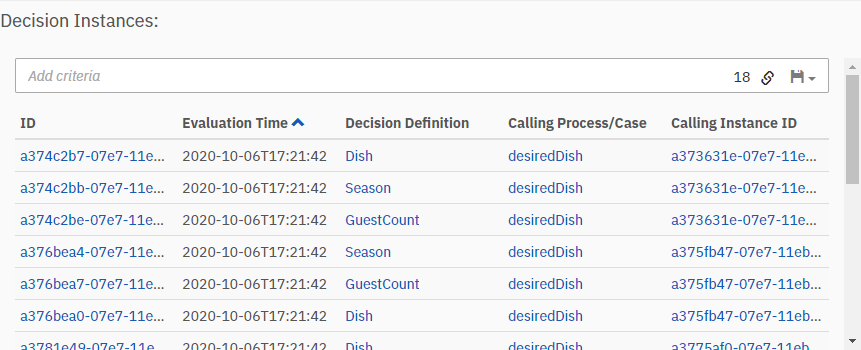 Decision Instances:
Add criteria 18
ID Evaluation Time Decision Definition Calling Process/Case Calling Instance ID
a374c2b7-07e7-11e... 2020-10-06T17:21:42 Dish desiredDish a373631e-07e7-11e...
a374c2bb-07e7-11e... 2020-10-06T17:21:42 Season desiredDish a373631e-07e7-11e...
a374c2be-07e7-11e... 2020-10-06T17:21:42 GuestCount desiredDish a373631e-07e7-11e...
a376bea4-07e7-11e... 2020-10-06T17:21:42 Season desiredDish a375fb47-07e7-11eb...
a376bea7-07e7-11e... 2020-10-06T17:21:42 GuestCount desiredDish a375fb47-07e7-11eb...
a376bea0-07e7-11e... 2020-10-06T17:21:42 Dish desiredDish a375fb47-07e7-11eb...
a3781e49-07e7-11e... 2020-10-06T17:21:42 Dish desiredDish a3775af0-07e7-11eb...